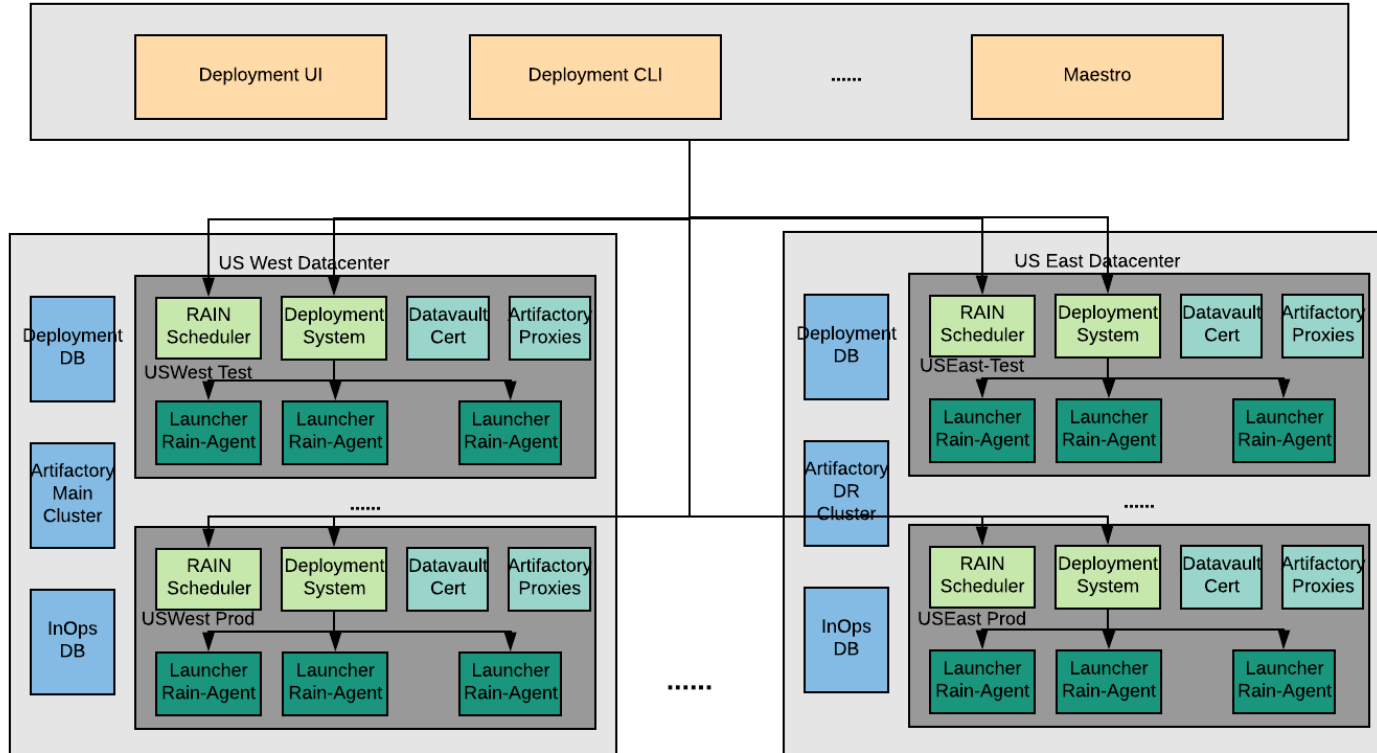 Deployment UI
Deployment CLI
......
Maestro
US West Datacenter
Deployment
DB
Artifactory
Main
Cluster
InOps
DB
RAIN
Scheduler
Deployment
System
Datavault
Cert
Artifactory
Proxies
USWest Test
Launcher
Rain-Agent
Launcher
Rain-Agent
Launcher
Rain-Agent
......
RAIN
Scheduler
Deployment
System
Datavault
Cert
Artifactory
Proxies
USWest Prod
Launcher
Rain-Agent
Launcher
Rain-Agent
Launcher
Rain-Agent
......
US East Datacenter
Deployment
DB
Artifactory
DR
Cluster
InOps
DB
RAIN
Scheduler
Deployment
System
Datavault
Cert
Artifactory
Proxies
USEast-Test
Launcher
Rain-Agent
Launcher
Rain-Agent
Launcher
Rain-Agent
......
RAIN
Scheduler
Deployment
System
Datavault
Cert
Artifactory
Proxies
USEast Prod
Launcher
Rain-Agent
Launcher
Rain-Agent
Launcher
Rain-Agent